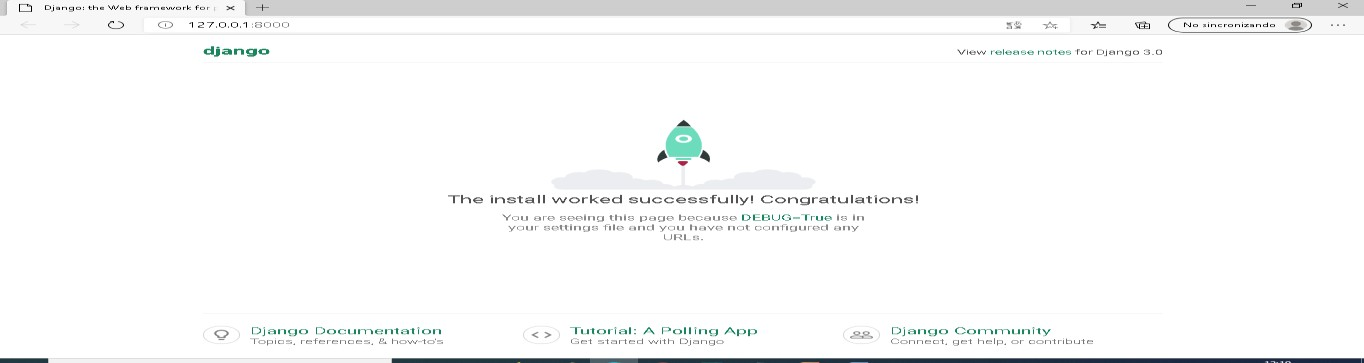 Django: the Web framework for
127.0.0.1:8000
No sincronizando
django
View release notes for Django 3.0
The install worked successfully! Congratulations!
You are seeing this page because DEBUG=True is in
your settings file and you have not configured any
URLs.
Django Documentation
Topics, references, & how-to's
Tutorial: A Polling App
Get started with Django
Django Community
Connect, get help, or contribute